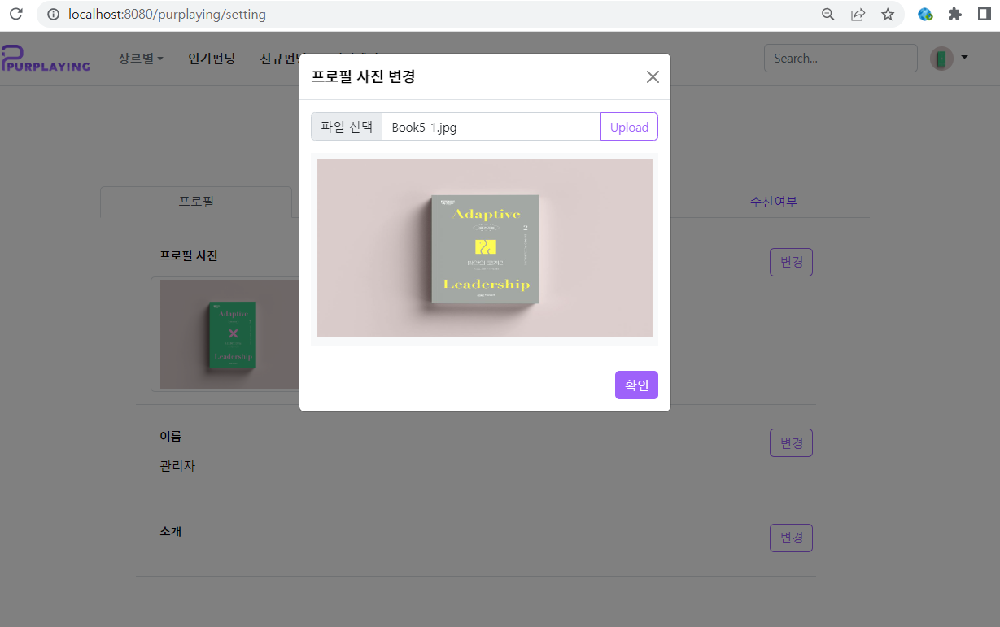 localhost:8080/purplaying/setting
PURPLAYING
장르별
인기펀딩
신규펀딩
Search...
프로필 사진 변경
파일 선택
Book5-1.jpg
Upload
Adaptive
2
Leadership
확인
프로필
수신여부
프로필 사진
변경
Adaptive
Leadership
이름
변경
관리자
소개
변경